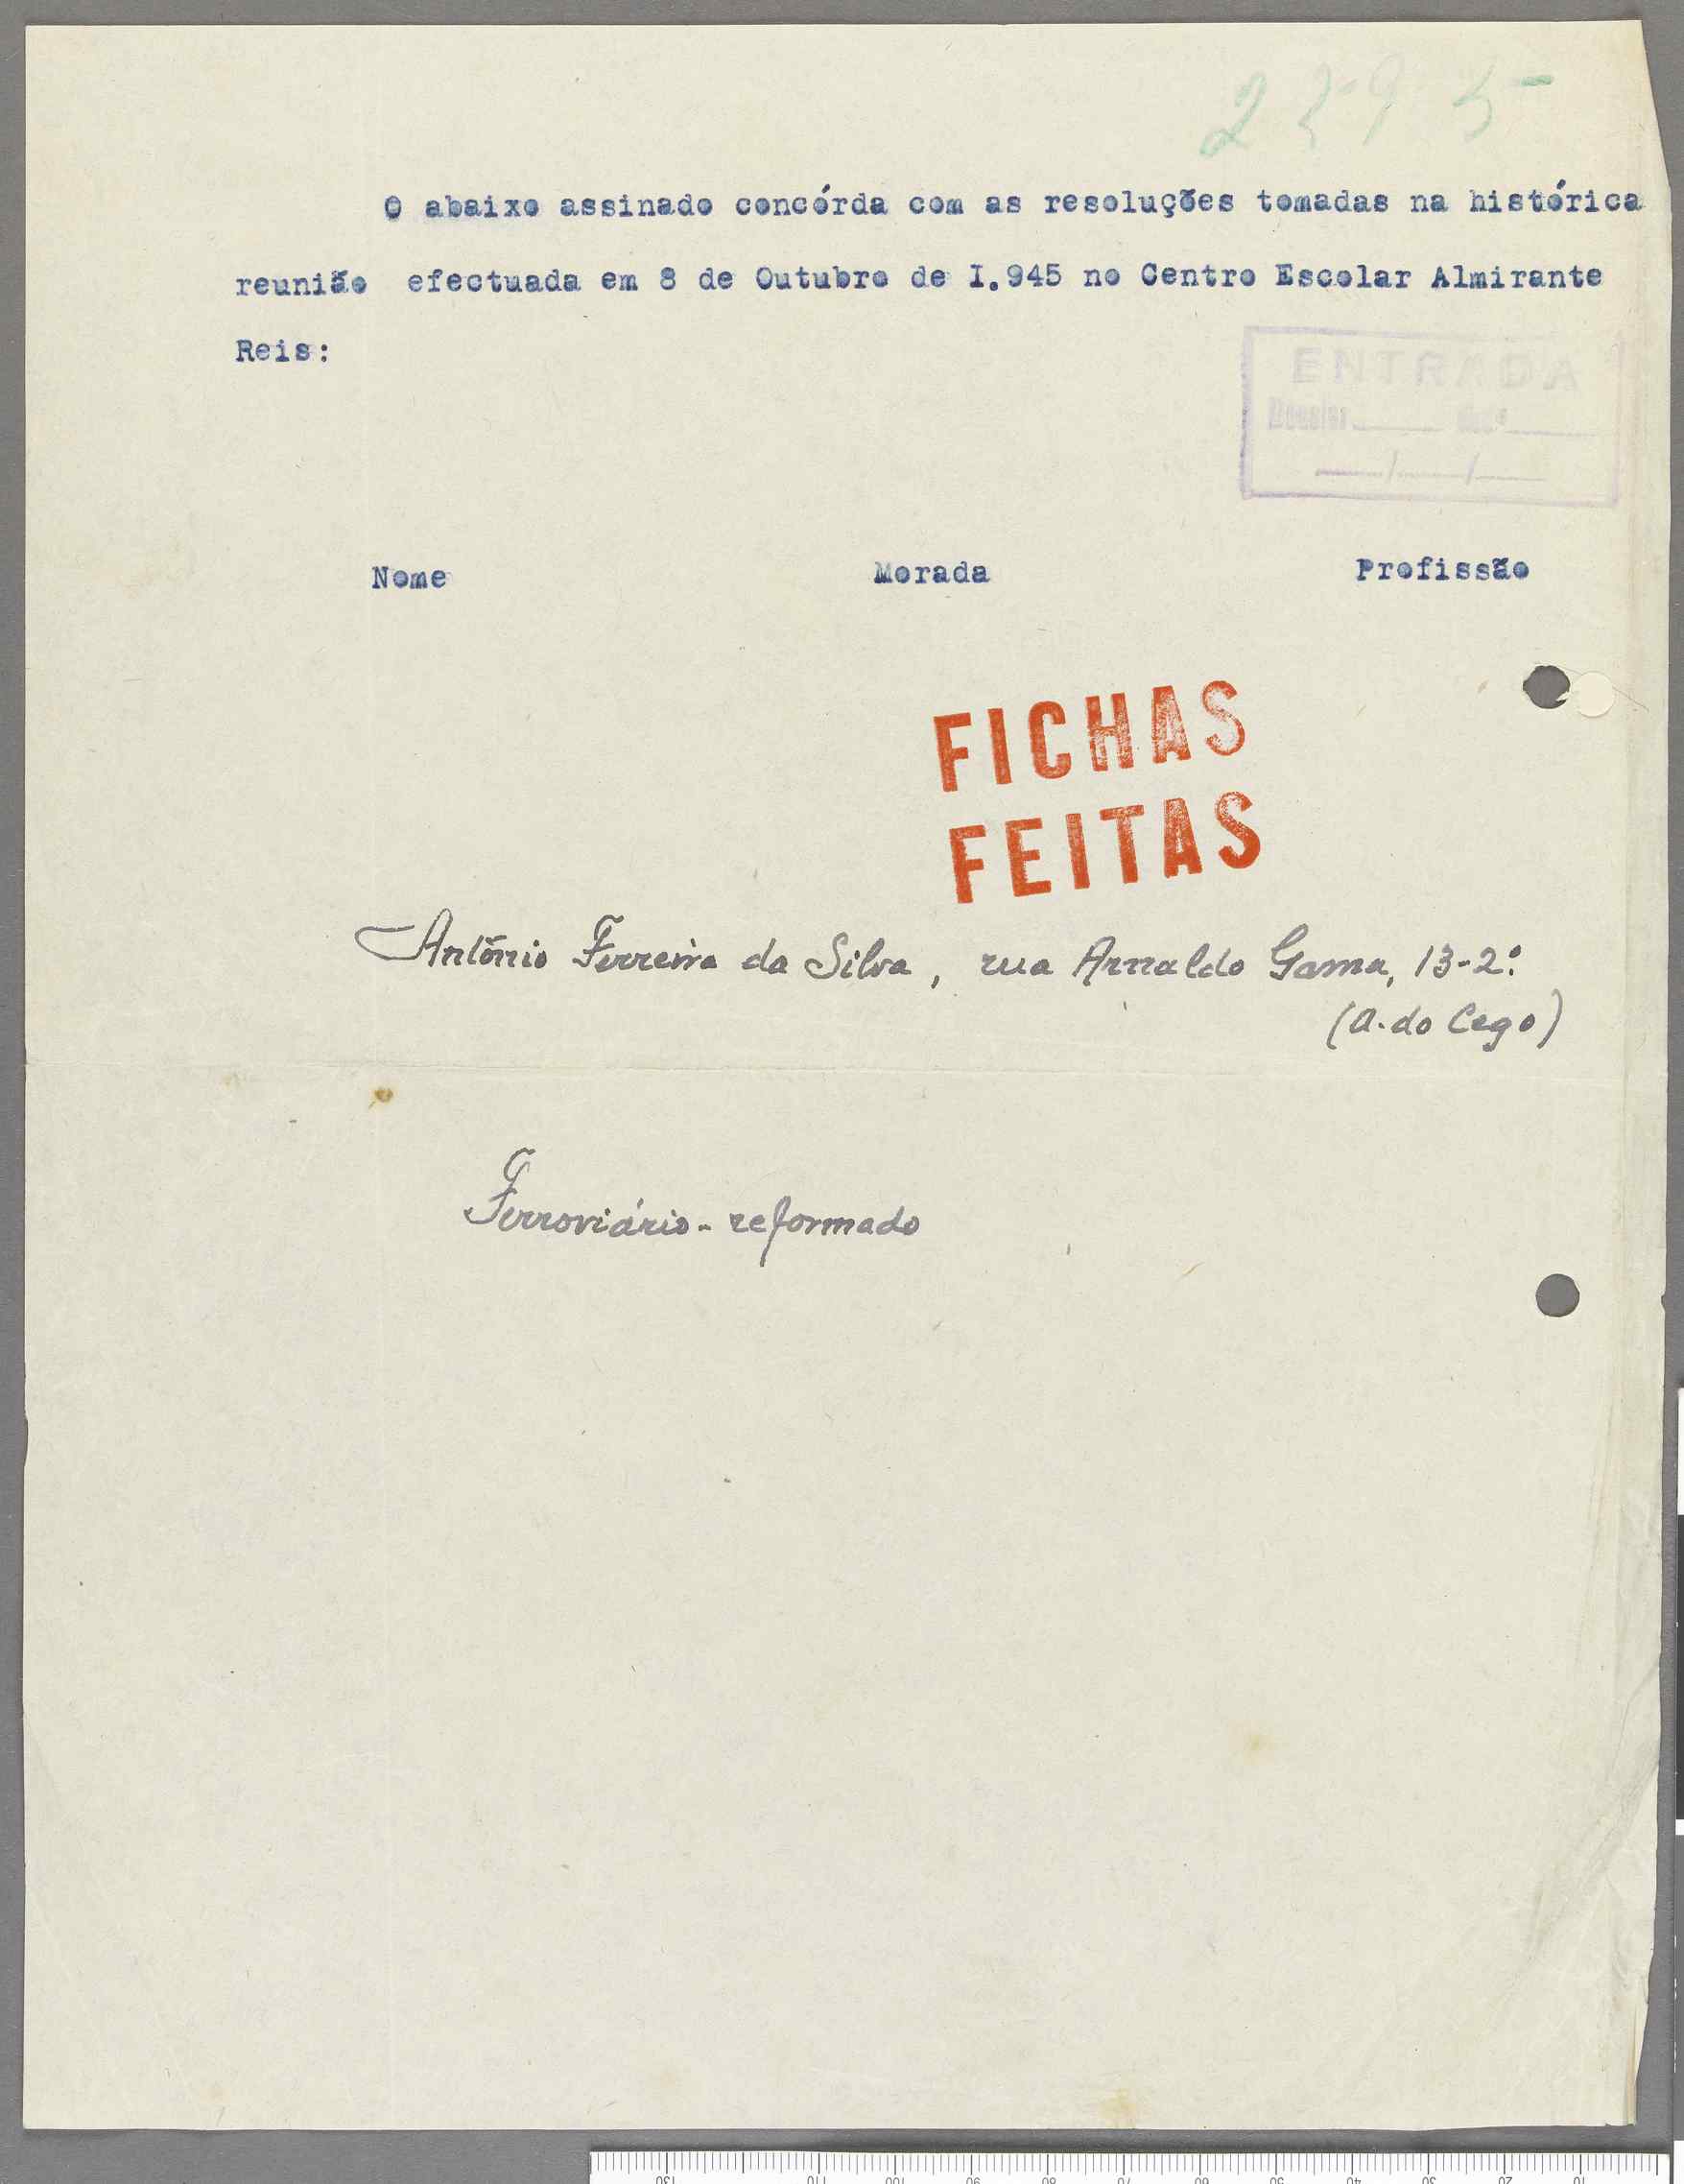 2295
O abaixo assinado concórda com as resoluções tomadas na histórica
reunião efectuada em 8 de Outubro de I.945 no Centro Escolar Almirante
Reis:
ENTRADA
Nome Morada Profissão
FICHAS
FEITAS
António Ferreira da Silva, rua Arnaldo Gama, 13-2.º
(A. do Cego)
Ferroviário - reformado